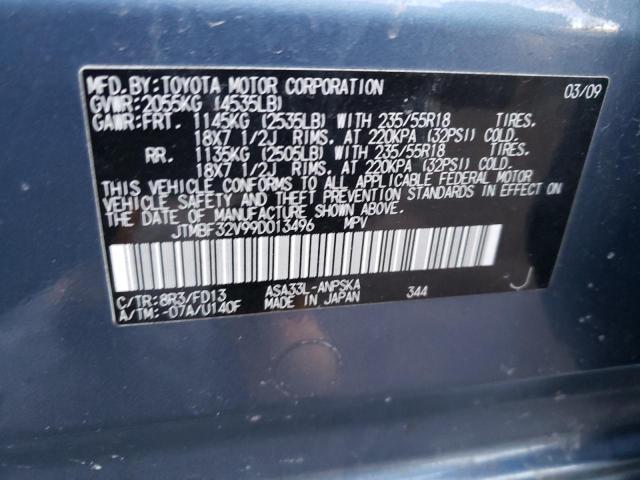 MFD.BY:TOYOTA MOTOR CORPORATION 03/09
GVWR:2055KG (4535LB)
GAWR:FRT. 1145KG (2535LB) WITH 235/55R18 TIRES.
18X7 1/2J RIMS. AT 220KPA (32PSI) COLD.
RR. 1135KG (2505LB) WITH 235/55R18 TIRES.
18X7 1/2J RIMS. AT 220KPA (32PSI) COLD.
THIS VEHICLE CONFORMS TO ALL APPLICABLE FEDERAL MOTOR
VEHICLE SAFETY AND THEFT PREVENTION STANDARDS IN EFFECT ON
THE DATE OF MANUFACTURE SHOWN ABOVE.
JTMBF32V99D013496 MPV
C/TR:8R3/FD13 ASA33L-ANPSKA 344 J
A/TM:-07A/U140F MADE IN JAPAN